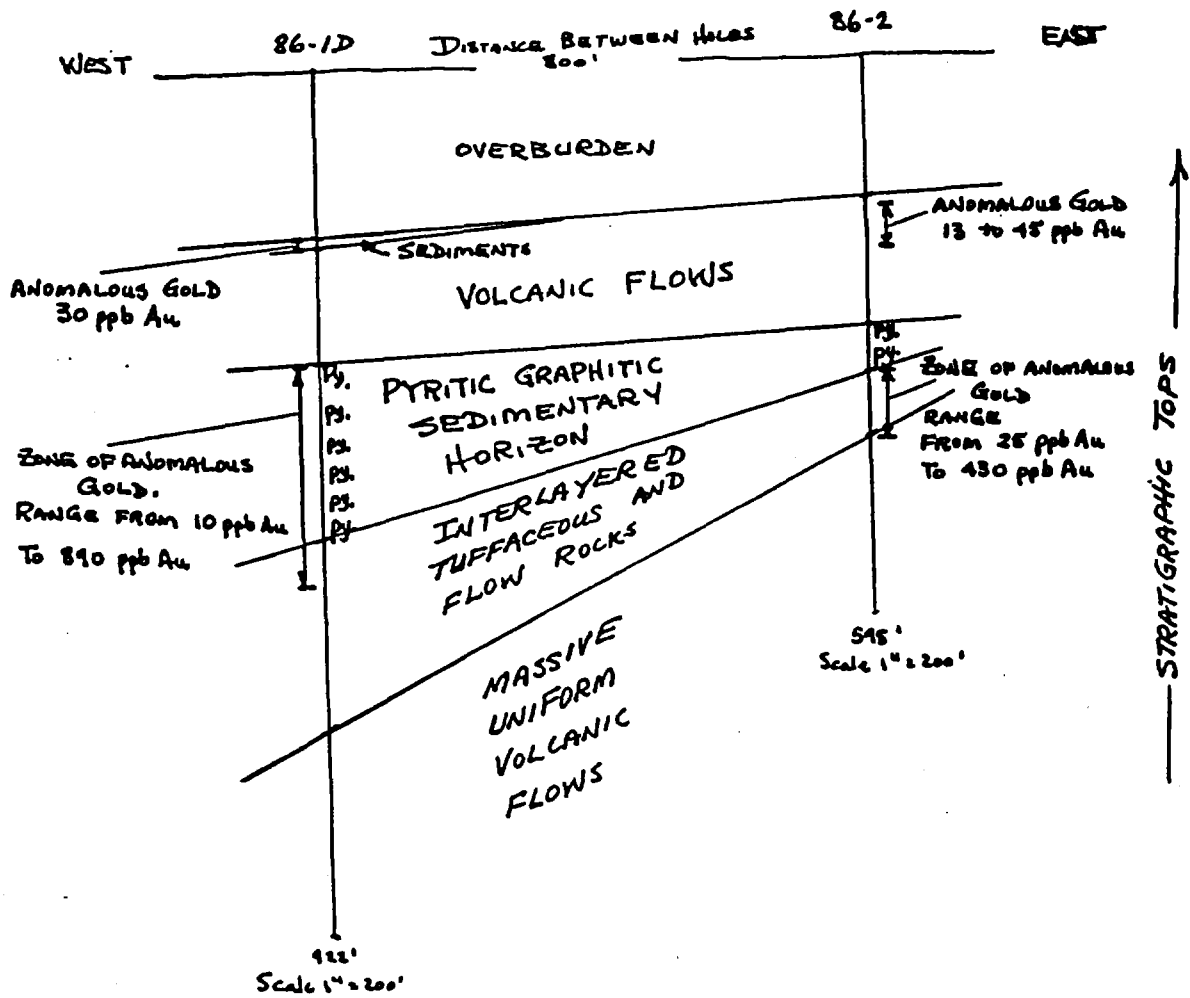 WEST
86-1D
DISTANCE BETWEEN HOLES
800'
86-2
EAST
OVERBURDEN
SEDIMENTS
ANOMALOUS GOLD
13 to 45 ppb Au
ANOMALOUS GOLD
30 ppb Au
VOLCANIC FLOWS
Py.
Py.
Py.
Py.
Py.
Py.
Py.
Py.
PYRITIC GRAPHITIC
SEDIMENTARY
HORIZON
ZONE OF ANOMALOUS
GOLD
RANGE
FROM 25 ppb Au
TO 430 ppb Au
ZONE OF ANOMALOUS
GOLD.
RANGE FROM 10 ppb Au
To 890 ppb Au
INTERLAYERED
TUFFACEOUS AND
FLOW ROCKS
MASSIVE
UNIFORM
VOLCANIC
FLOWS
595'
Scale 1" = 200'
922'
Scale 1" = 200'
STRATIGRAPHIC TOPS